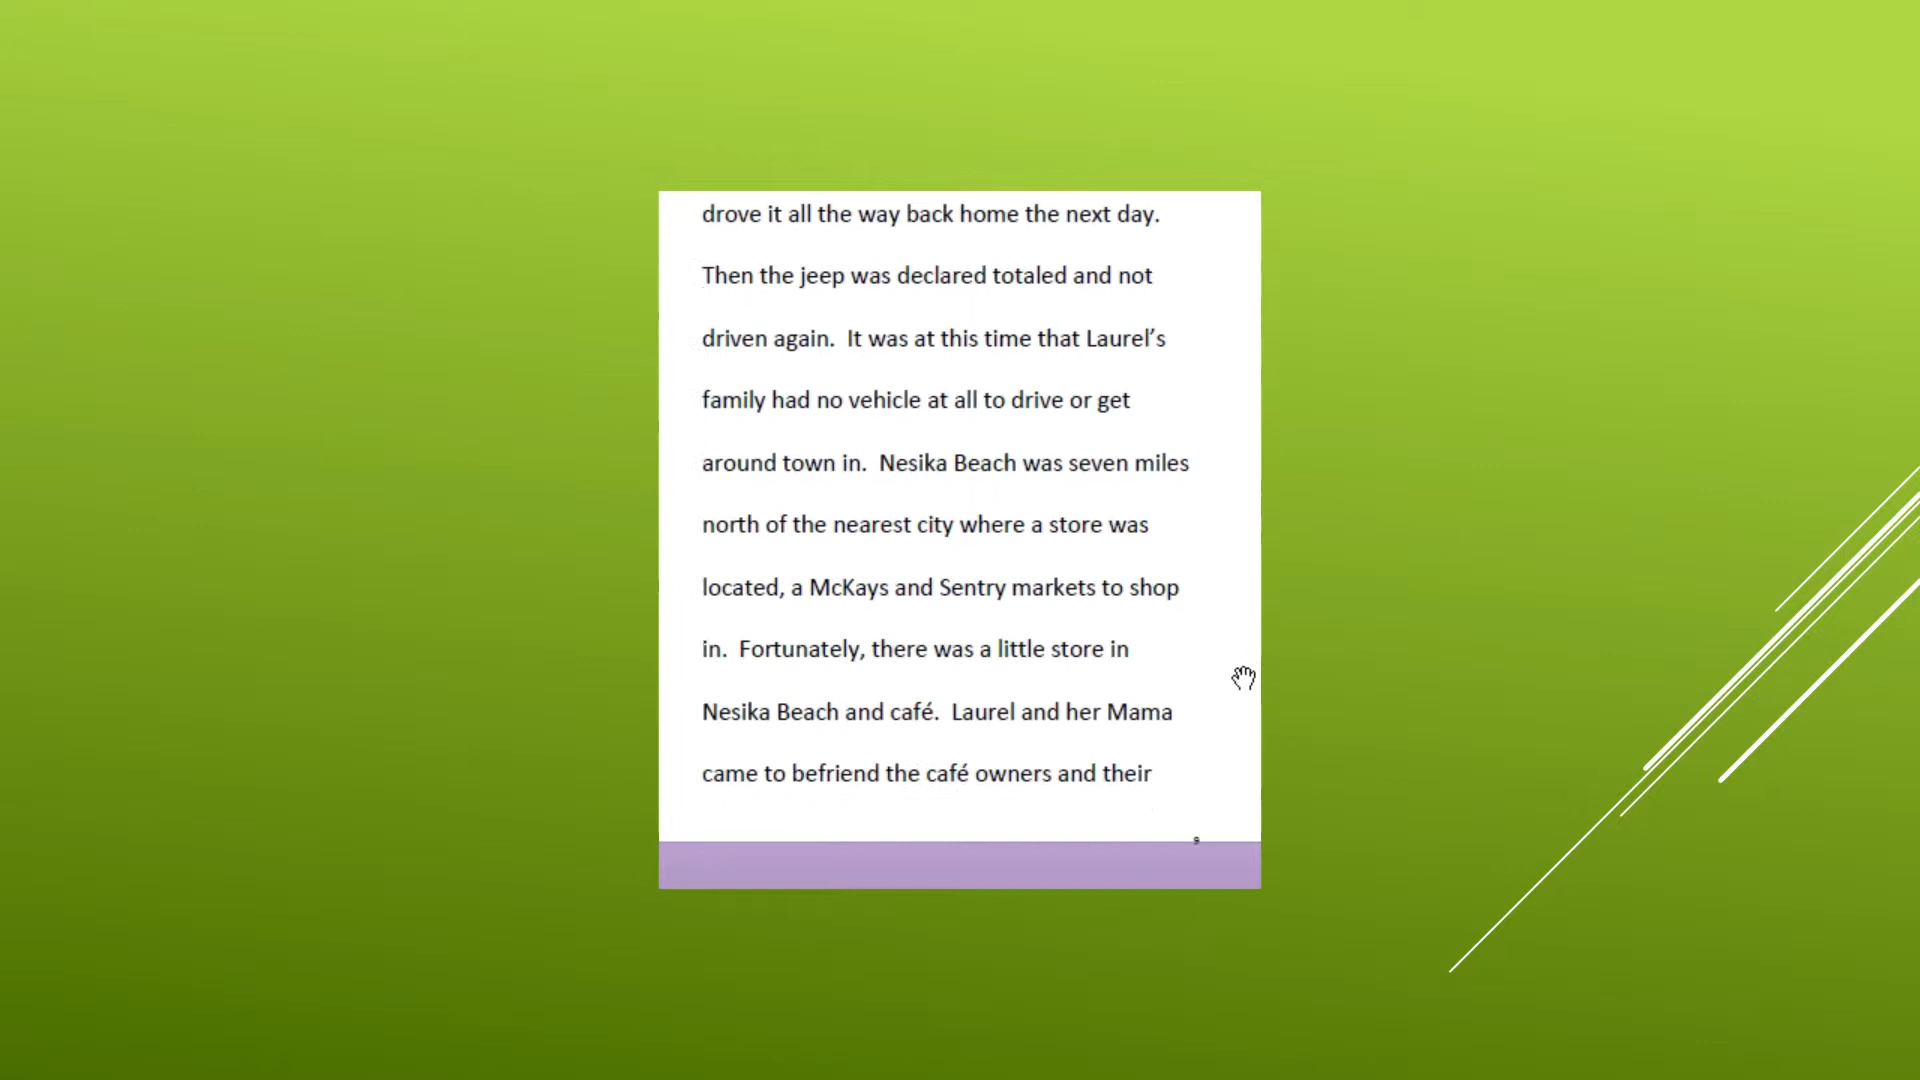 drove it all the way back home the next day.
Then the jeep was declared totaled and not
driven again.  It was at this time that Laurel’s
family had no vehicle at all to drive or get
around town in.  Nesika Beach was seven miles
north of the nearest city where a store was
located, a McKays and Sentry markets to shop
in.  Fortunately, there was a little store in
Nesika Beach and café.  Laurel and her Mama
came to befriend the café owners and their
9